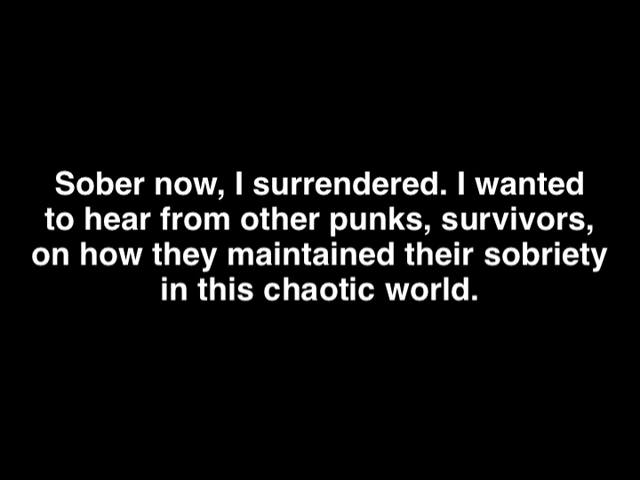 Sober now, I surrendered. I wanted
to hear from other punks, survivors,
on how they maintained their sobriety
in this chaotic world.